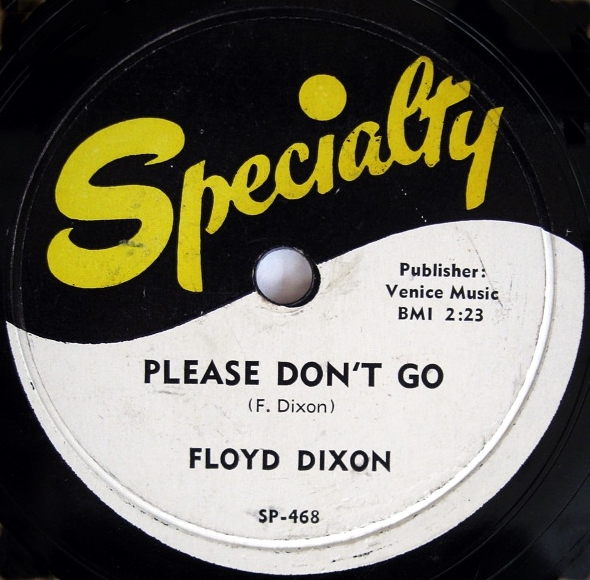 Specialty
Publisher:
Venice Music
BMI 2:23
PLEASE DON'T GO
(F. Dixon)
FLOYD DIXON
SP-468